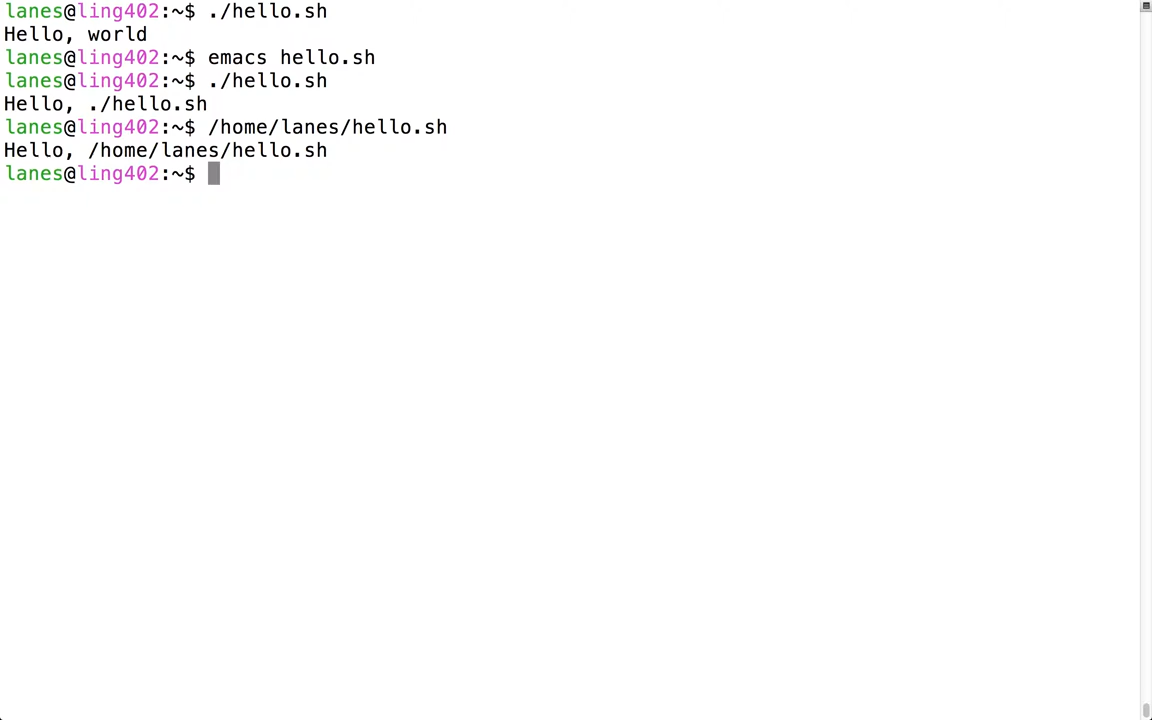 lanes@ling402:~$ ./hello.sh
Hello, world
lanes@ling402:~$ emacs hello.sh
lanes@ling402:~$ ./hello.sh
Hello, ./hello.sh
lanes@ling402:~$ /home/lanes/hello.sh
Hello, /home/lanes/hello.sh
lanes@ling402:~$